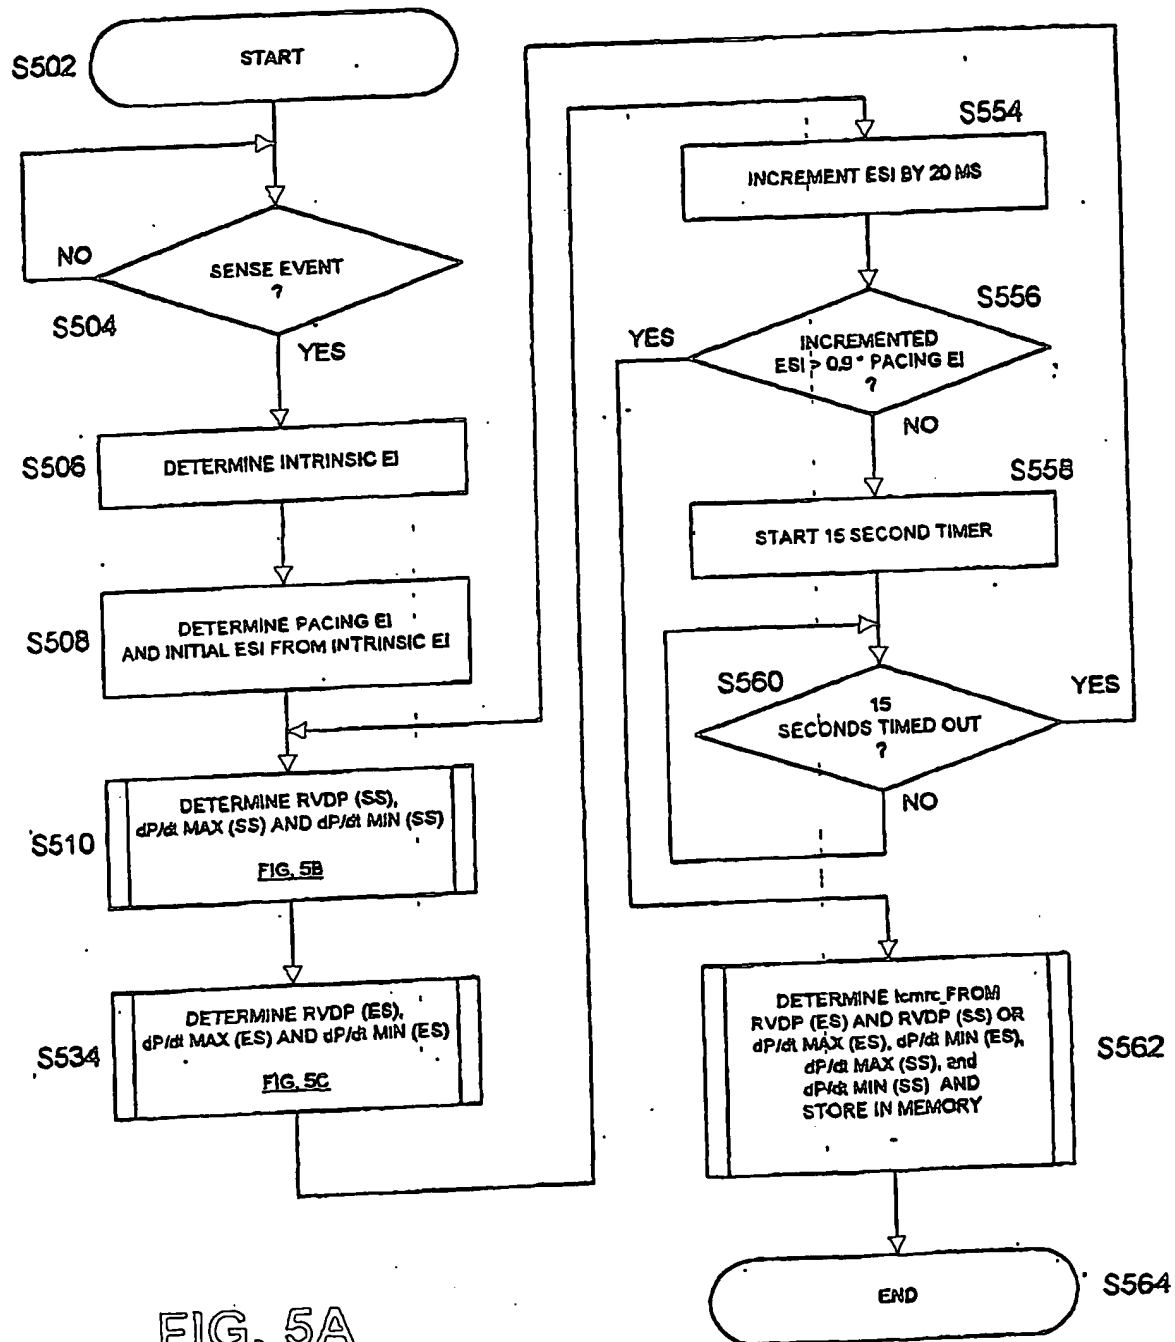 S502
START
NO
SENSE EVENT
?
S504
YES
S506
DETERMINE INTRINSIC EI
S508
DETERMINE PACING EI
AND INITIAL ESI FROM INTRINSIC EI
S510
DETERMINE RVDP (SS),
dP/dt MAX (SS) AND dP/dt MIN (SS)
FIG. 5B
S534
DETERMINE RVDP (ES),
dP/dt MAX (ES) AND dP/dt MIN (ES)
FIG. 5C
S554
INCREMENT ESI BY 20 MS
S556
YES
INCREMENTED
ESI > 0.9 * PACING EI
?
NO
S558
START 15 SECOND TIMER
S560
15
SECONDS TIMED OUT
?
YES
NO
DETERMINE tcmrc_FROM
RVDP (ES) AND RVDP (SS) OR
dP/dt MAX (ES), dP/dt MIN (ES),
dP/dt MAX (SS), and
dP/dt MIN (SS) AND
STORE IN MEMORY
S562
END
S564
FIG. 5A